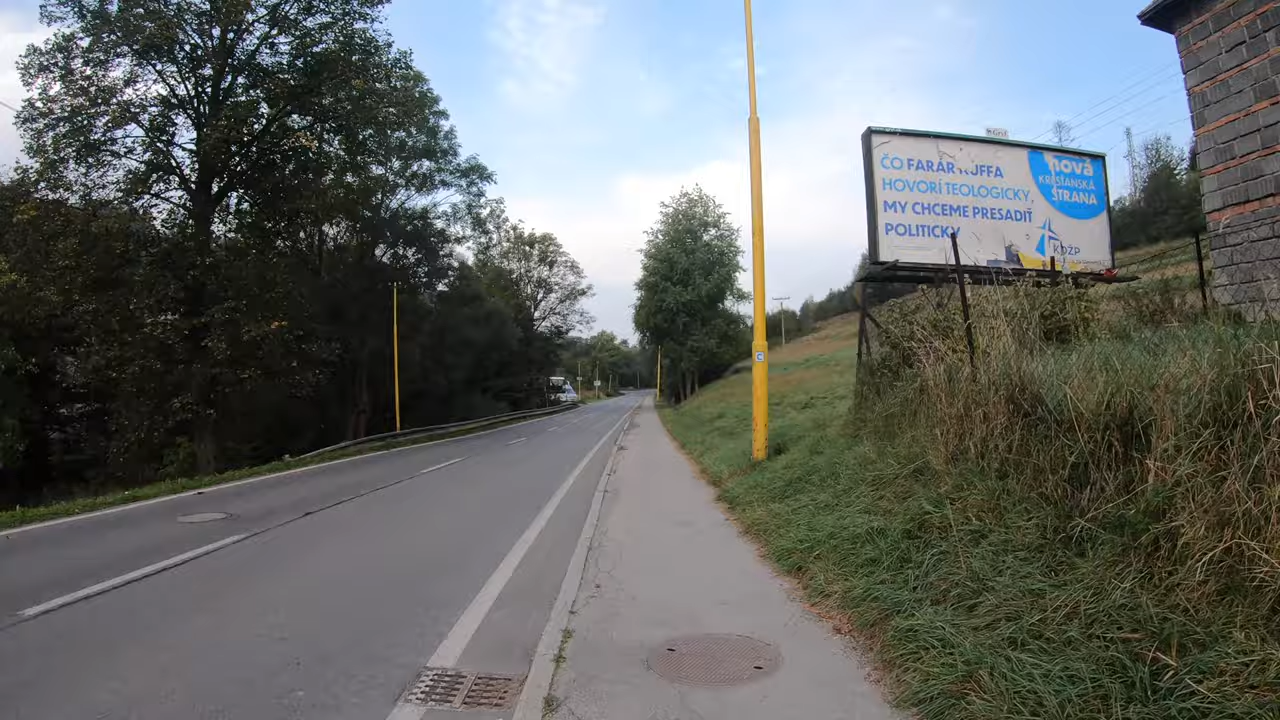 ČO FARÁR KUFFA
HOVORÍ TEOLOGICKY,
MY CHCEME PRESADIŤ
POLITICKY
nová
KRESŤANSKÁ
STRANA
KDŽP